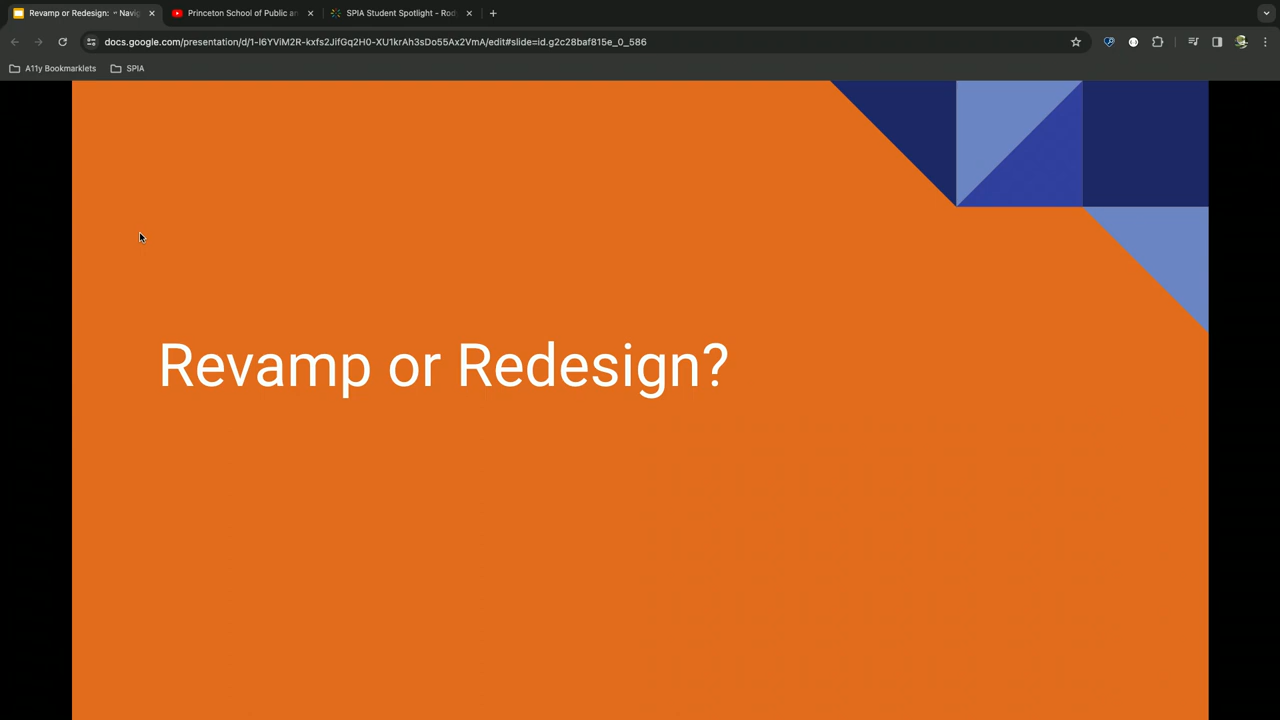 Revamp or Redesign: - Navig
Princeton School of Public an
SPIA Student Spotlight - Rod
docs.google.com/presentation/d/1-l6YViM2R-kxfs2JifGq2H0-XU1krAh3sDo55Ax2VmA/edit#slide=id.g2c28baf815e_0_586
A11y Bookmarklets
SPIA
Revamp or Redesign?